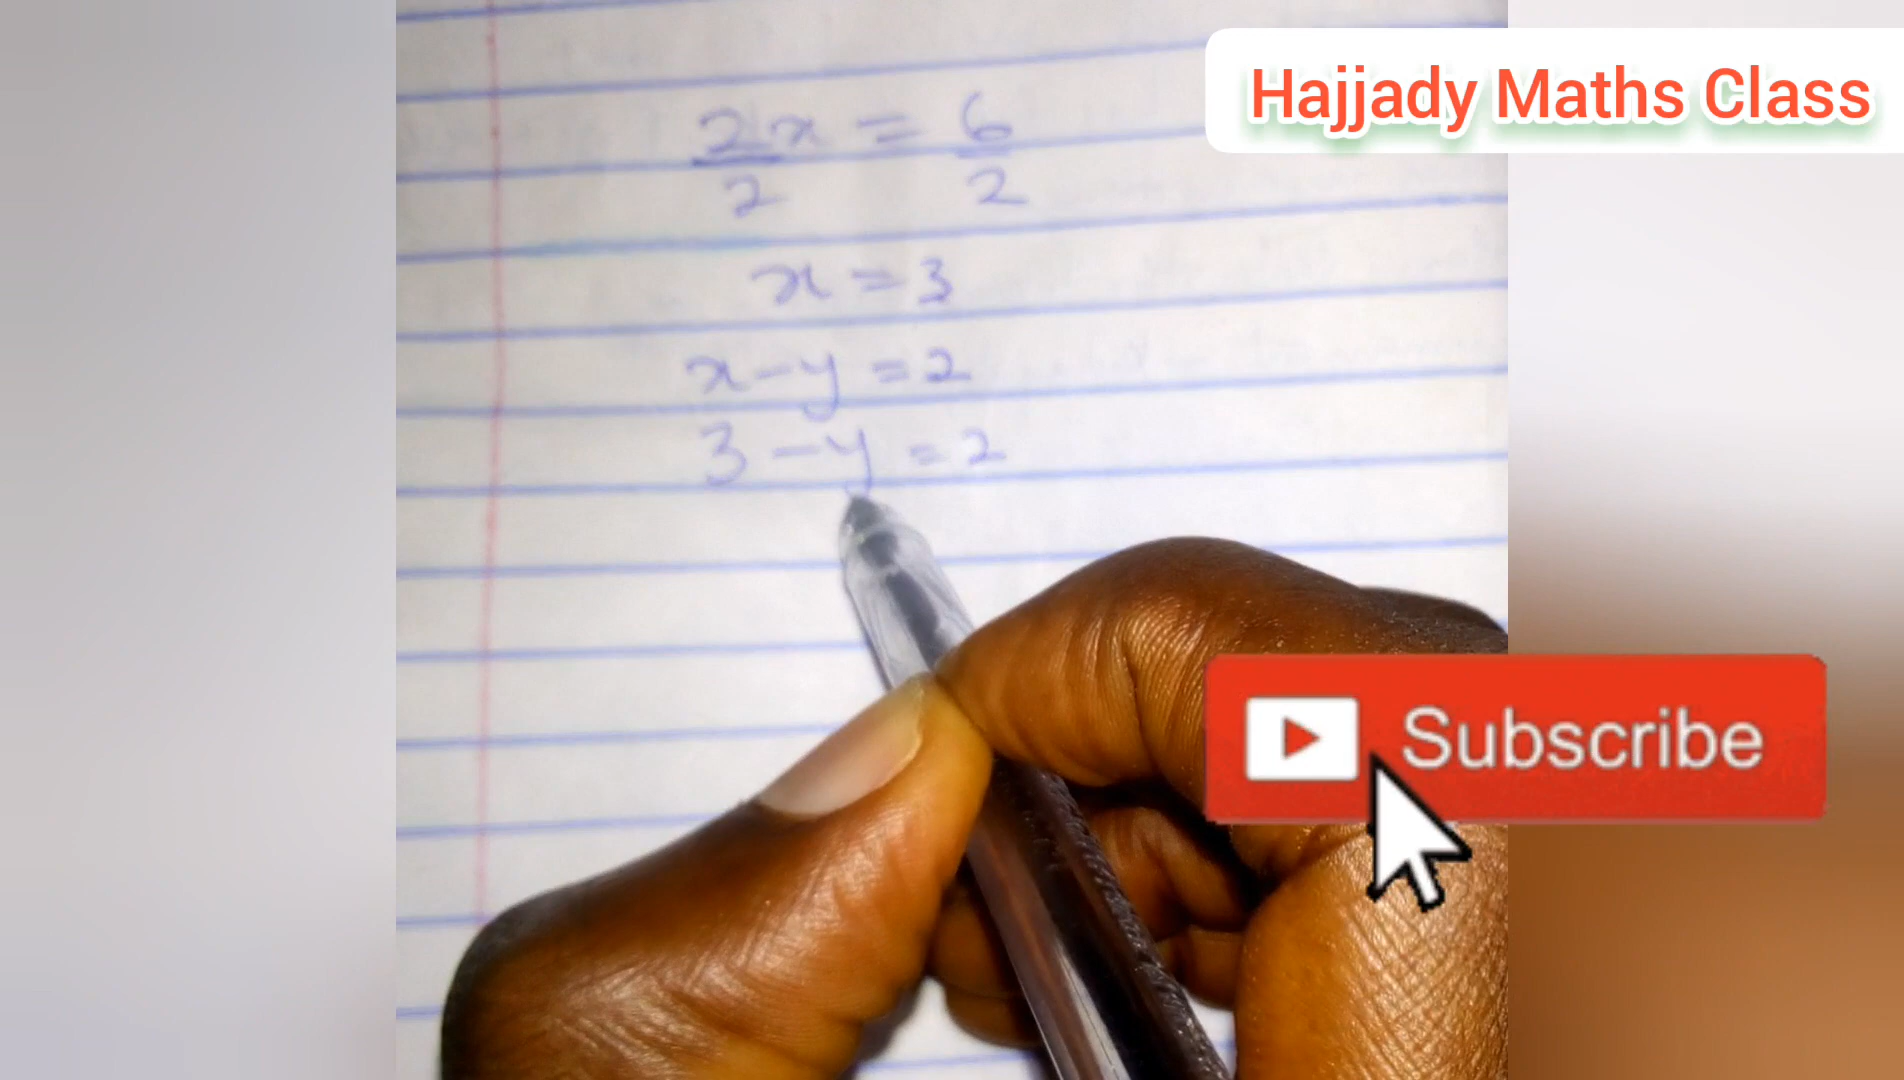 Hajjady Maths Class
2x = 6
2 2
x = 3
x - y = 2
3 - y = 2
Subscribe